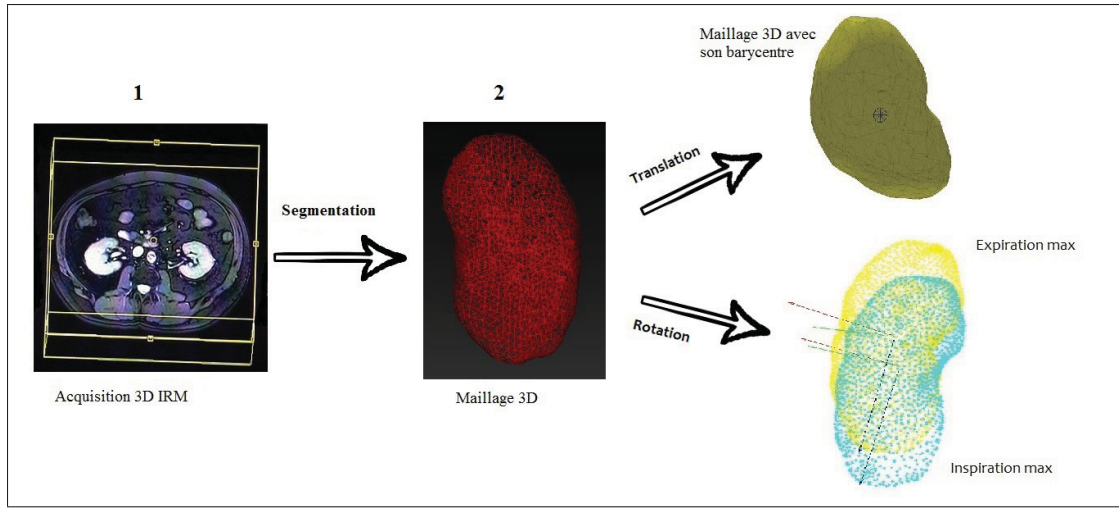 1
Acquisition 3D IRM
Segmentation
2
Maillage 3D
Translation
Maillage 3D avec
son barycentre
Rotation
Expiration max
Inspiration max